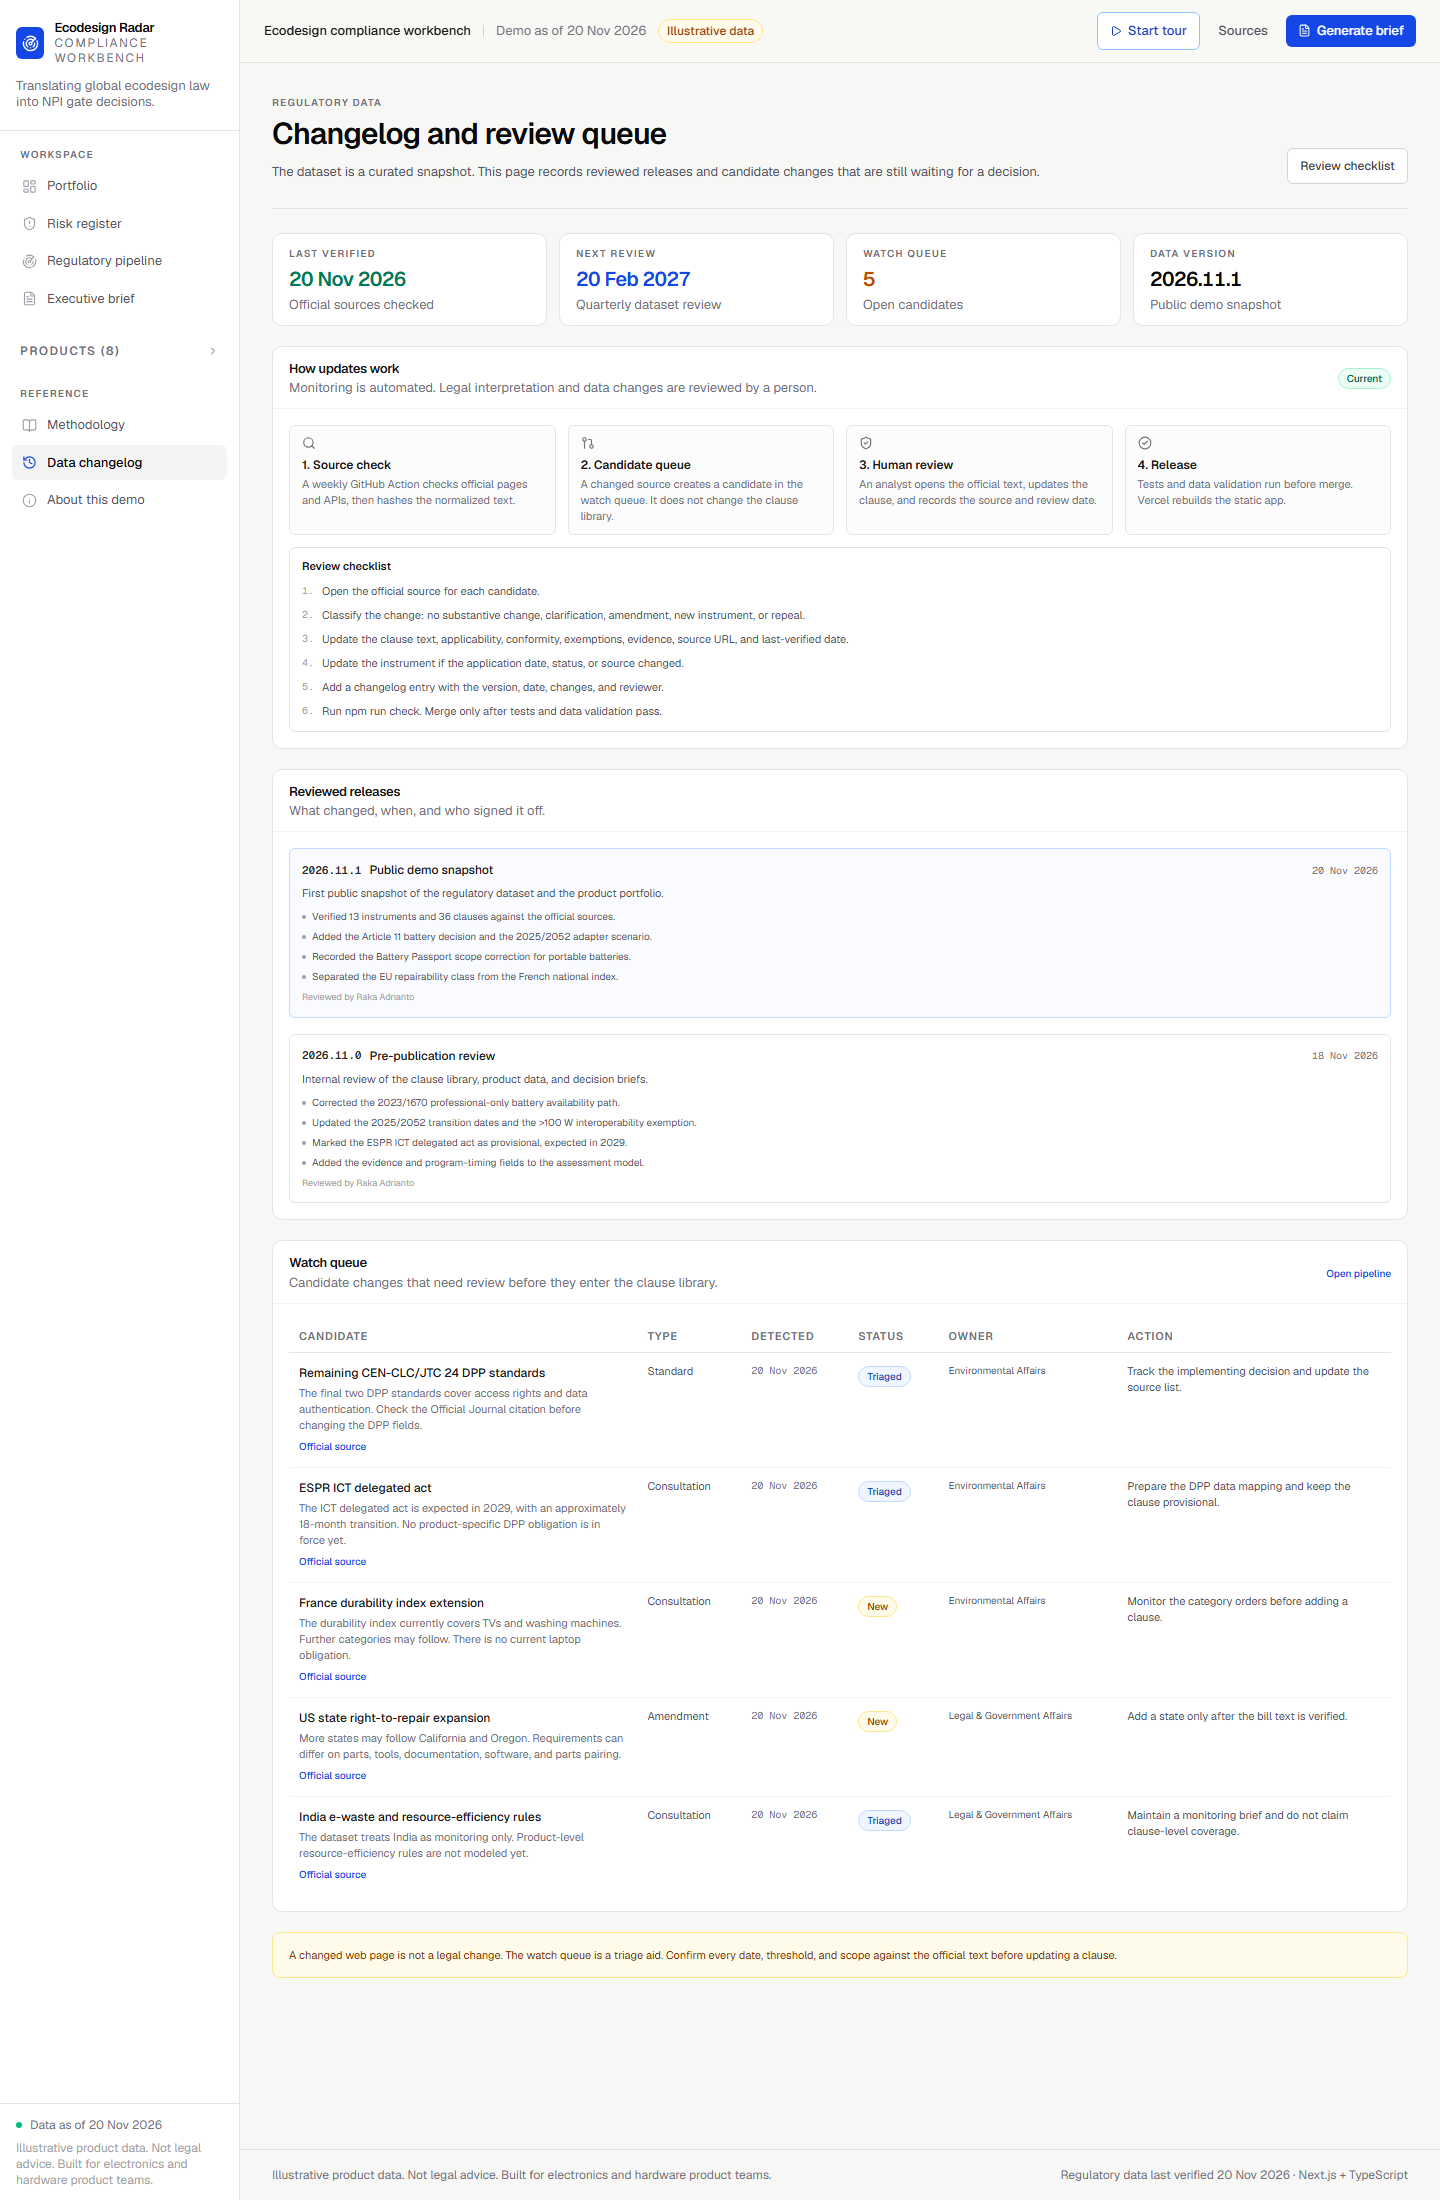 Ecodesign Radar
COMPLIANCE
WORKBENCH
Translating global ecodesign law
into NPI gate decisions.
WORKSPACE
Portfolio
Risk register
Regulatory pipeline
Executive brief
PRODUCTS (8)
REFERENCE
Methodology
Data changelog
About this demo
Data as of 20 Nov 2026
Illustrative product data. Not legal
advice. Built for electronics and
hardware product teams.
Ecodesign compliance workbench
Demo as of 20 Nov 2026
Illustrative data
Start tour
Sources
Generate brief
REGULATORY DATA
Changelog and review queue
The dataset is a curated snapshot. This page records reviewed releases and candidate changes that are still waiting for a decision.
Review checklist
LAST VERIFIED
20 Nov 2026
Official sources checked
NEXT REVIEW
20 Feb 2027
Quarterly dataset review
WATCH QUEUE
5
Open candidates
DATA VERSION
2026.11.1
Public demo snapshot
How updates work
Monitoring is automated. Legal interpretation and data changes are reviewed by a person.
Current
1. Source check
A weekly GitHub Action checks official pages
and APIs, then hashes the normalized text.
2. Candidate queue
A changed source creates a candidate in the
watch queue. It does not change the clause
library.
3. Human review
An analyst opens the official text, updates the
clause, and records the source and review date.
4. Release
Tests and data validation run before merge.
Vercel rebuilds the static app.
Review checklist
1. Open the official source for each candidate.
2. Classify the change: no substantive change, clarification, amendment, new instrument, or repeal.
3. Update the clause text, applicability, conformity, exemptions, evidence, source URL, and last-verified date.
4. Update the instrument if the application date, status, or source changed.
5. Add a changelog entry with the version, date, changes, and reviewer.
6. Run npm run check. Merge only after tests and data validation pass.
Reviewed releases
What changed, when, and who signed it off.
2026.11.1 Public demo snapshot
20 Nov 2026
First public snapshot of the regulatory dataset and the product portfolio.
Verified 13 instruments and 36 clauses against the official sources.
Added the Article 11 battery decision and the 2025/2052 adapter scenario.
Recorded the Battery Passport scope correction for portable batteries.
Separated the EU repairability class from the French national index.
Reviewed by Raka Adrianto
2026.11.0 Pre-publication review
18 Nov 2026
Internal review of the clause library, product data, and decision briefs.
Corrected the 2023/1670 professional-only battery availability path.
Updated the 2025/2052 transition dates and the >100 W interoperability exemption.
Marked the ESPR ICT delegated act as provisional, expected in 2029.
Added the evidence and program-timing fields to the assessment model.
Reviewed by Raka Adrianto
Watch queue
Candidate changes that need review before they enter the clause library.
Open pipeline
CANDIDATE TYPE DETECTED STATUS OWNER ACTION
Remaining CEN-CLC/JTC 24 DPP standards
The final two DPP standards cover access rights and data
authentication. Check the Official Journal citation before
changing the DPP fields.
Official source
Standard
20 Nov 2026
Triaged
Environmental Affairs
Track the implementing decision and update the
source list.
ESPR ICT delegated act
The ICT delegated act is expected in 2029, with an approximately
18-month transition. No product-specific DPP obligation is in
force yet.
Official source
Consultation
20 Nov 2026
Triaged
Environmental Affairs
Prepare the DPP data mapping and keep the
clause provisional.
France durability index extension
The durability index currently covers TVs and washing machines.
Further categories may follow. There is no current laptop
obligation.
Official source
Consultation
20 Nov 2026
New
Environmental Affairs
Monitor the category orders before adding a
clause.
US state right-to-repair expansion
More states may follow California and Oregon. Requirements can
differ on parts, tools, documentation, software, and parts pairing.
Official source
Amendment
20 Nov 2026
New
Legal & Government Affairs
Add a state only after the bill text is verified.
India e-waste and resource-efficiency rules
The dataset treats India as monitoring only. Product-level
resource-efficiency rules are not modeled yet.
Official source
Consultation
20 Nov 2026
Triaged
Legal & Government Affairs
Maintain a monitoring brief and do not claim
clause-level coverage.
A changed web page is not a legal change. The watch queue is a triage aid. Confirm every date, threshold, and scope against the official text before updating a clause.
Illustrative product data. Not legal advice. Built for electronics and hardware product teams.
Regulatory data last verified 20 Nov 2026 · Next.js + TypeScript